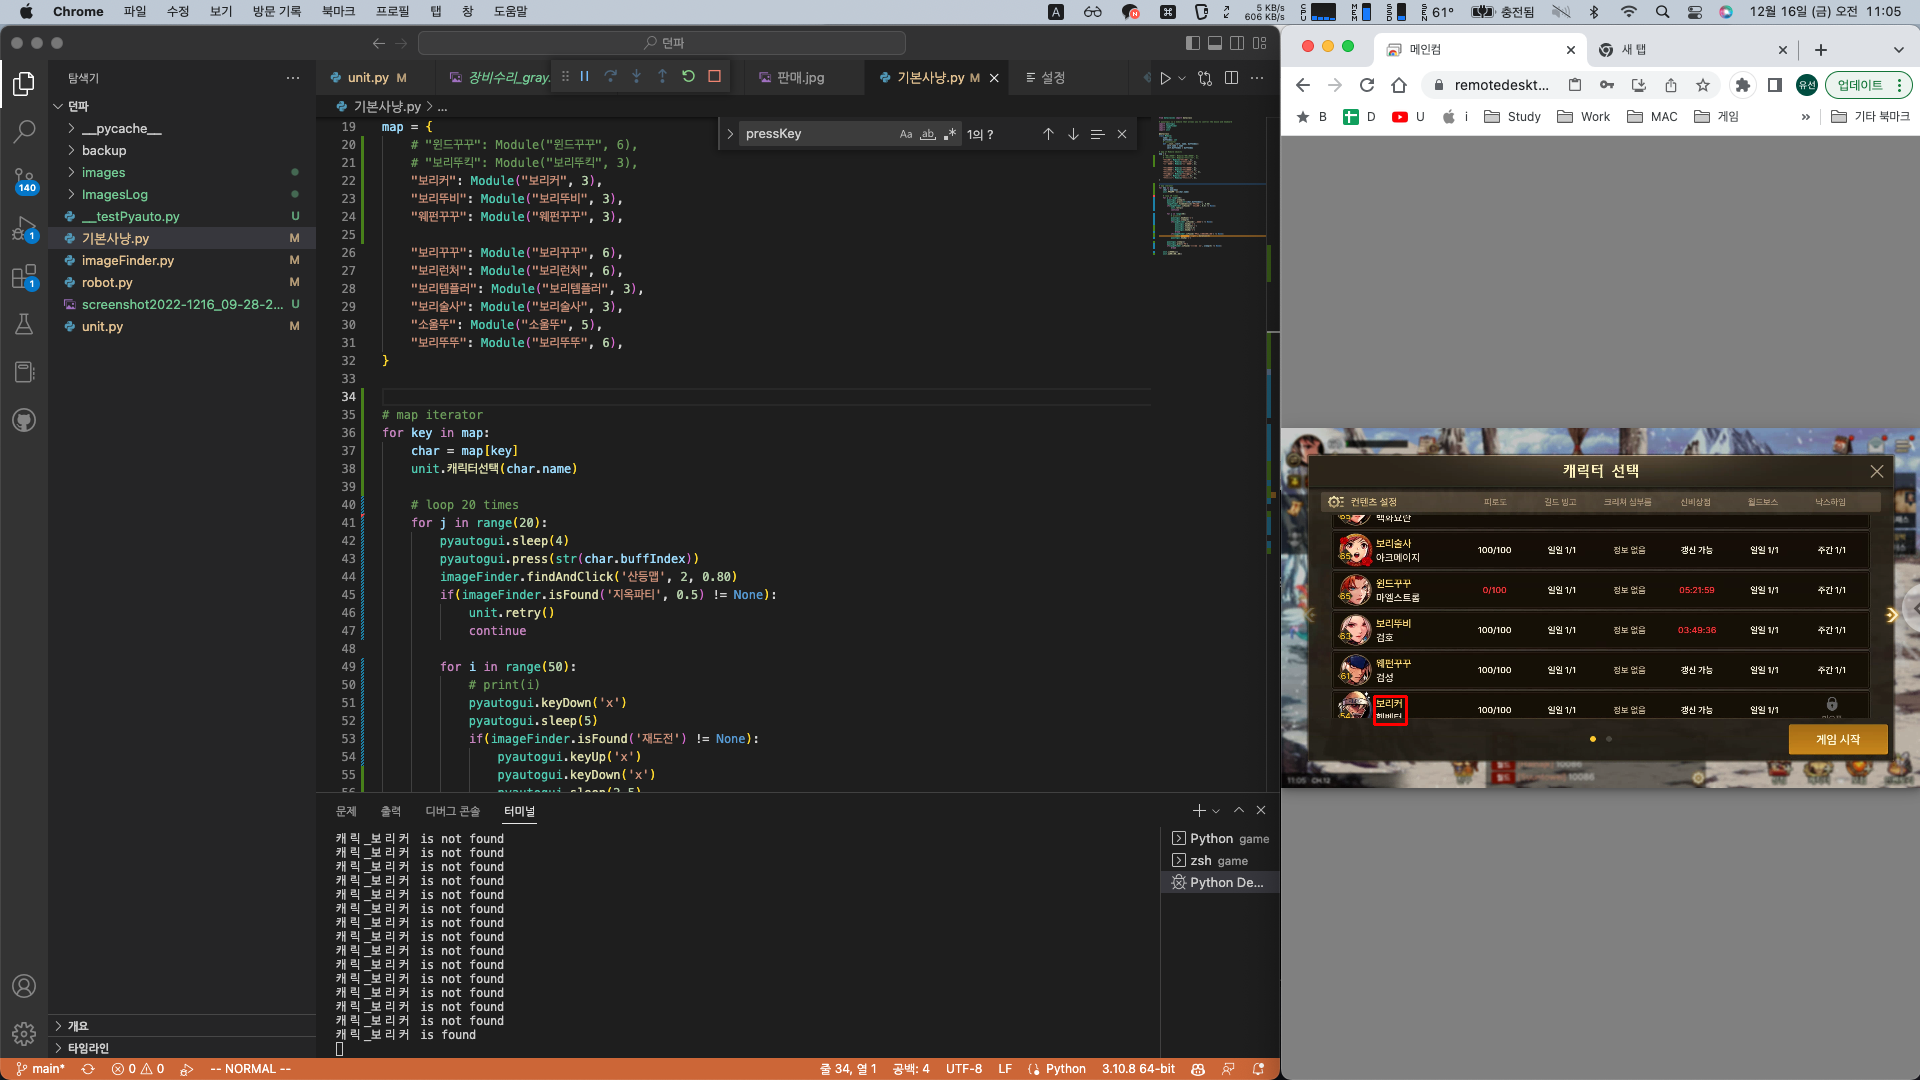 Chrome 파일 수정 보기 방문 기록 북마크 프로필 탭 창 도움말
5 KB/s
606 KB/s
61° 충전됨
12월 16일 (금) 오전 11:05
던파
탐색기
던파
__pycache__
backup
images
ImagesLog
__testPyauto.py U
기본사냥.py M
imageFinder.py M
robot.py M
screenshot2022-1216_09-28-2... U
unit.py M
140
1
1
개요
타임라인
unit.py M 장비수리_gray. 판매.jpg 기본사냥.py M 설정
기본사냥.py > ...
pressKey Aa ab 1의 ?
19 map = {
20 # "윈드꾸꾸": Module("윈드꾸꾸", 6),
21 # "보리뚜킥": Module("보리뚜킥", 3),
22 "보리커": Module("보리커", 3),
23 "보리뚜비": Module("보리뚜비", 3),
24 "웨펀꾸꾸": Module("웨펀꾸꾸", 3),
25
26 "보리꾸꾸": Module("보리꾸꾸", 6),
27 "보리런처": Module("보리런처", 6),
28 "보리템플러": Module("보리템플러", 3),
29 "보리술사": Module("보리술사", 3),
30 "소울뚜": Module("소울뚜", 5),
31 "보리뚜뚜": Module("보리뚜뚜", 6),
32 }
33
34
35 # map iterator
36 for key in map:
37 char = map[key]
38 unit.캐릭터선택(char.name)
39
40 # loop 20 times
41 for j in range(20):
42 pyautogui.sleep(4)
43 pyautogui.press(str(char.buffIndex))
44 imageFinder.findAndClick('산등맵', 2, 0.80)
45 if(imageFinder.isFound('지옥파티', 0.5) != None):
46 unit.retry()
47 continue
48
49 for i in range(50):
50 # print(i)
51 pyautogui.keyDown('x')
52 pyautogui.sleep(5)
53 if(imageFinder.isFound('재도전') != None):
54 pyautogui.keyUp('x')
55 pyautogui.keyDown('x')
문제 출력 디버그 콘솔 터미널
캐릭_보리커 is not found
캐릭_보리커 is not found
캐릭_보리커 is not found
캐릭_보리커 is not found
캐릭_보리커 is not found
캐릭_보리커 is not found
캐릭_보리커 is not found
캐릭_보리커 is not found
캐릭_보리커 is not found
캐릭_보리커 is not found
캐릭_보리커 is not found
캐릭_보리커 is not found
캐릭_보리커 is not found
캐릭_보리커 is not found
캐릭_보리커 is found
Python game
zsh game
Python De...
main* 0 0 -- NORMAL --
줄 34, 열 1 공백: 4 UTF-8 LF Python 3.10.8 64-bit
메인컴 새 탭
remotedeskt... 유선 업데이트
B D U i Study Work MAC 게임 » 기타 북마크
캐릭터 선택
컨텐츠 설정 피로도 길드 빙고 크리쳐 심부름 신비상점 월드보스 낙스하임
보리술사
65 아크메이지 100/100 일일 1/1 정보 없음 갱신 가능 일일 1/1 주간 1/1
윈드꾸꾸
65 마엘스트롬 0/100 일일 1/1 정보 없음 05:21:59 일일 1/1 주간 1/1
보리뚜비
63 검호 100/100 일일 1/1 정보 없음 03:49:36 일일 1/1 주간 1/1
웨펀꾸꾸
61 검성 100/100 일일 1/1 정보 없음 갱신 가능 일일 1/1 주간 1/1
보리커
100/100 일일 1/1 정보 없음 갱신 가능 일일 1/1
게임 시작
11:05 CH.12